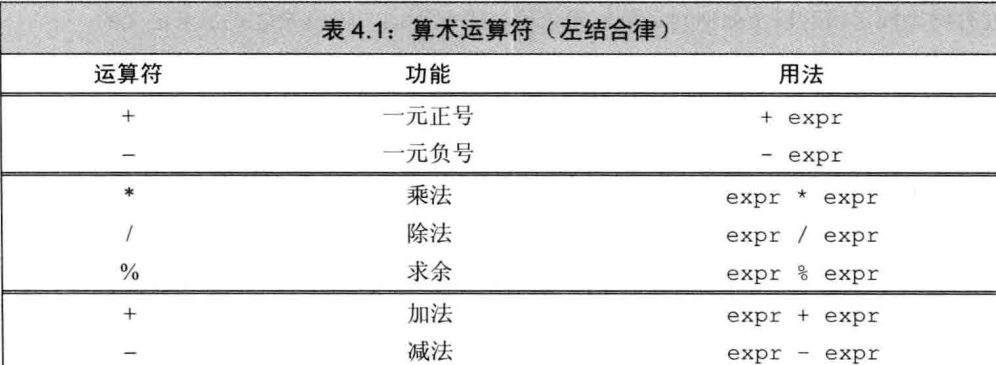 表 4.1：算术运算符（左结合律）
运算符 功能 用法
+ 一元正号 + expr
− 一元负号 - expr
* 乘法 expr * expr
/ 除法 expr / expr
% 求余 expr % expr
+ 加法 expr + expr
− 减法 expr - expr